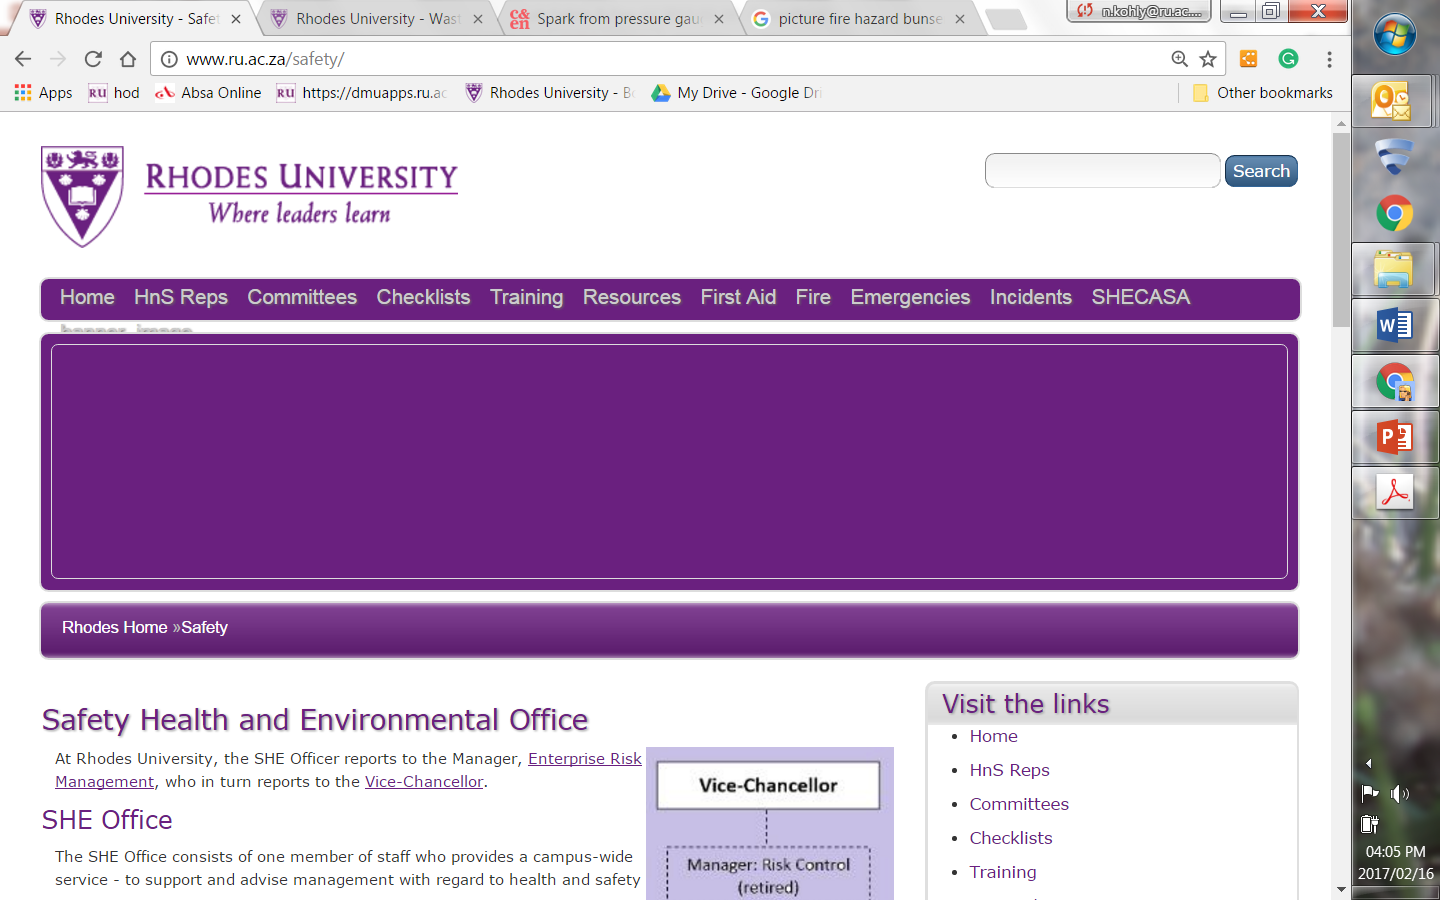 Rhodes University - Safet
Rhodes University - Wast
Spark from pressure gau
picture fire hazard bunse
n.kohly@ru.ac....
www.ru.ac.za/safety/
Apps
RU hod
Absa Online
RU https://dmuapps.ru.ac
Rhodes University - Bo
My Drive - Google Dri
Other bookmarks
RHODES UNIVERSITY
Where leaders learn
Search
Home HnS Reps Committees Checklists Training Resources First Aid Fire Emergencies Incidents SHECASA
banner_image
Rhodes Home »Safety
Safety Health and Environmental Office
At Rhodes University, the SHE Officer reports to the Manager, Enterprise Risk
Management, who in turn reports to the Vice-Chancellor.
SHE Office
The SHE Office consists of one member of staff who provides a campus-wide
service - to support and advise management with regard to health and safety
Vice-Chancellor
Manager: Risk Control
(retired)
Visit the links
Home
HnS Reps
Committees
Checklists
Training
04:05 PM
2017/02/16